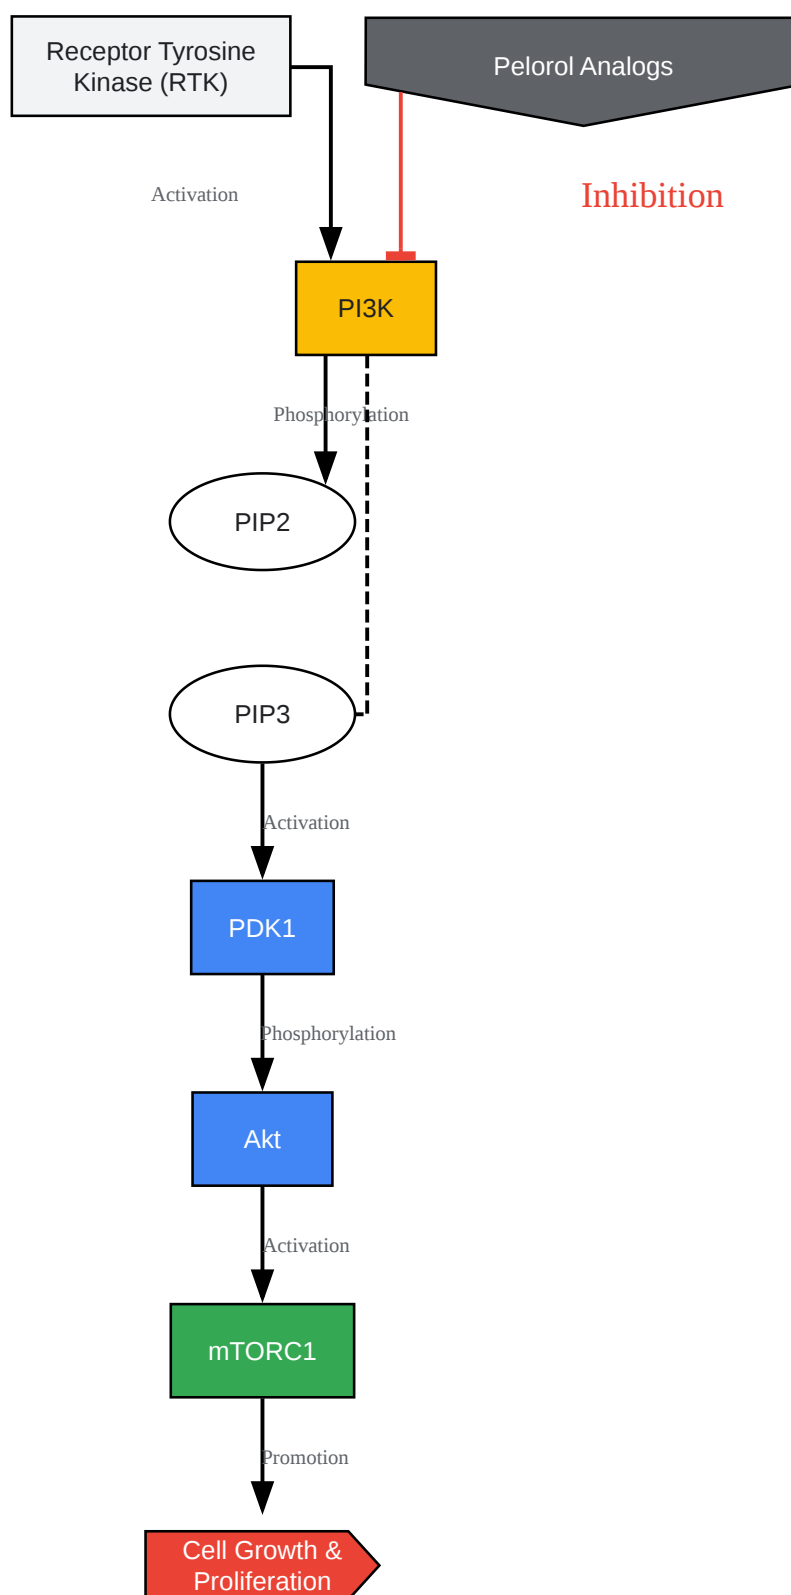 Receptor Tyrosine
Kinase (RTK)
Pelorol Analogs
Activation
Inhibition
PI3K
Phosphorylation
PIP2
PIP3
Activation
PDK1
Phosphorylation
Akt
Activation
mTORC1
Promotion
Cell Growth &
Proliferation